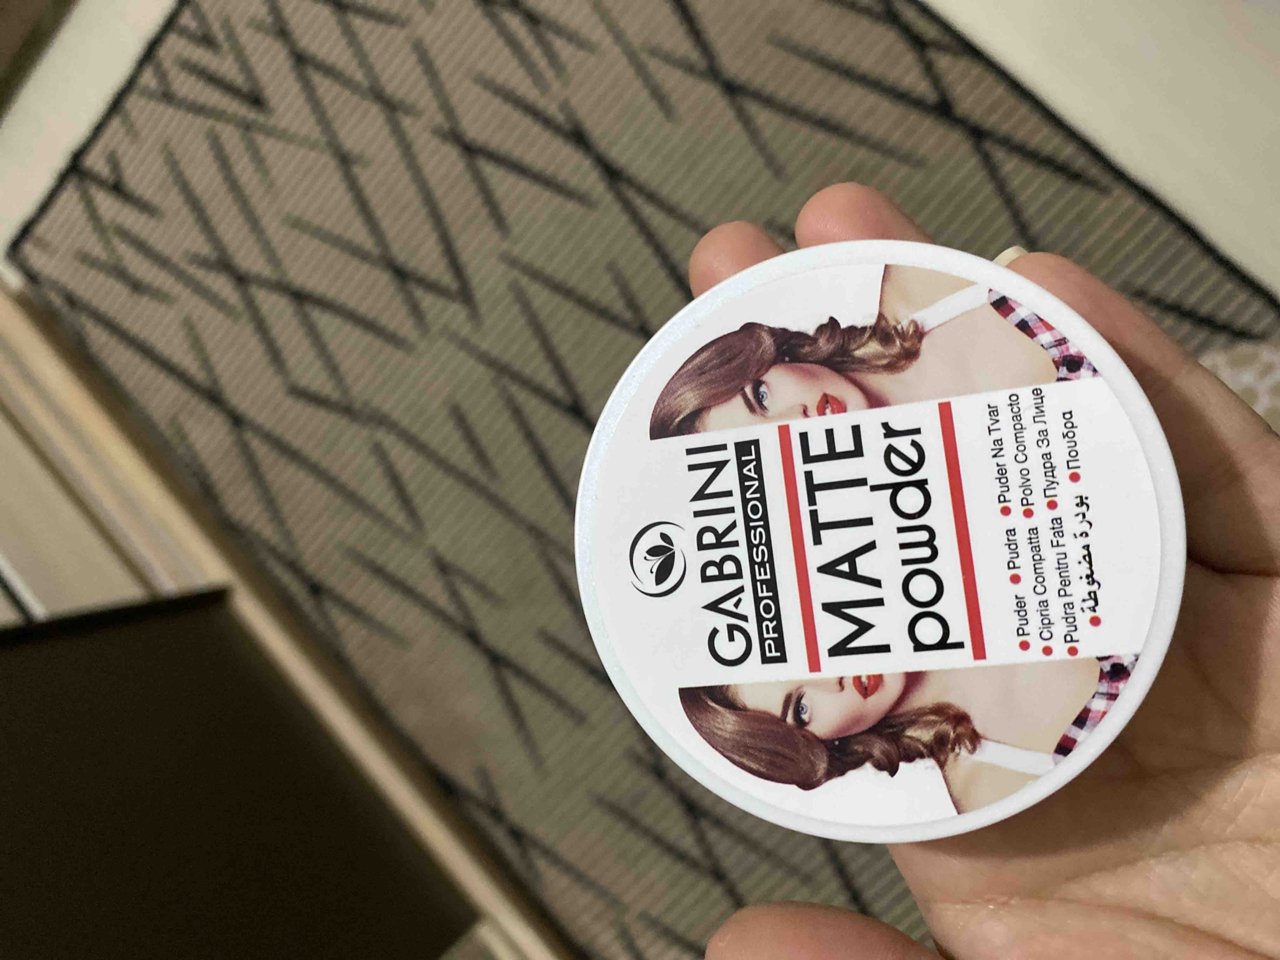 GABRINI
PROFESSIONAL
MATTE
powder
• Puder • Pudra • Puder Na Tvar
• Cipria Compatta • Polvo Compacto
• Pudra Pentru Fata • Пудра За Лице
• بودرة مضغوطة • Поудра